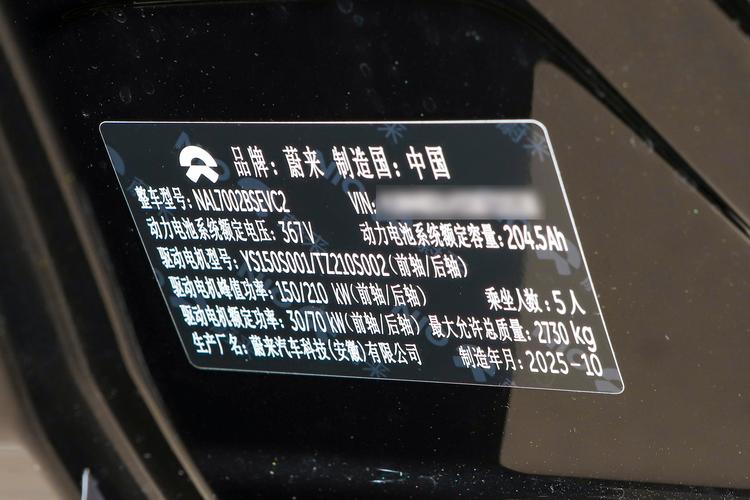 品牌：蔚来 制造国：中国
整车型号：NAL7002BSEVC2 VIN:
动力电池系统额定电压：367V 动力电池系统额定容量：204.5Ah
驱动电机型号：YS150S001/TZ210S002（前轴/后轴）
驱动电机峰值功率：150/210 kW（前轴/后轴） 乘坐人数：5人
驱动电机额定功率：30/70 kW（前轴/后轴） 最大允许总质量：2730 kg
生产厂名：蔚来汽车科技（安徽）有限公司 制造年月：2025-10